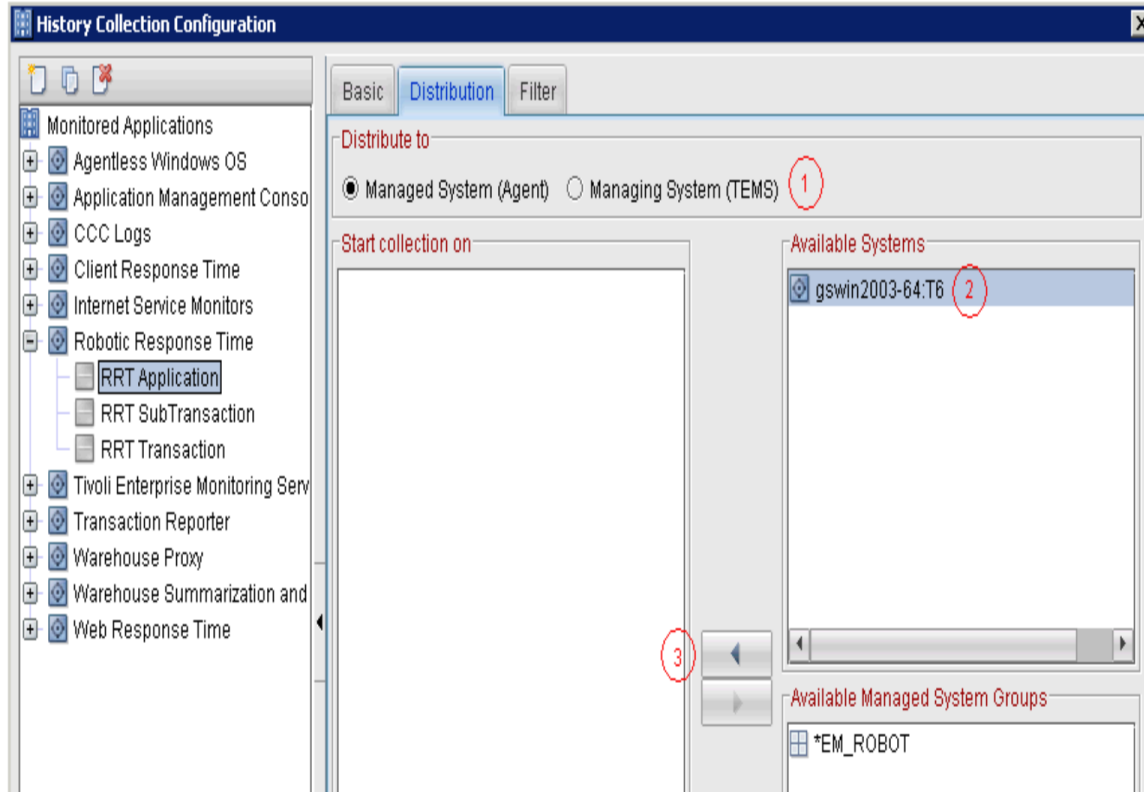 History Collection Configuration
Monitored Applications
Agentless Windows OS
Application Management Conso
CCC Logs
Client Response Time
Internet Service Monitors
Robotic Response Time
RRT Application
RRT SubTransaction
RRT Transaction
Tivoli Enterprise Monitoring Serv
Transaction Reporter
Warehouse Proxy
Warehouse Summarization and
Web Response Time
Basic Distribution Filter
Distribute to
Managed System (Agent) Managing System (TEMS) 1
Start collection on
Available Systems
gswin2003-64:T6 2
3
Available Managed System Groups
*EM_ROBOT